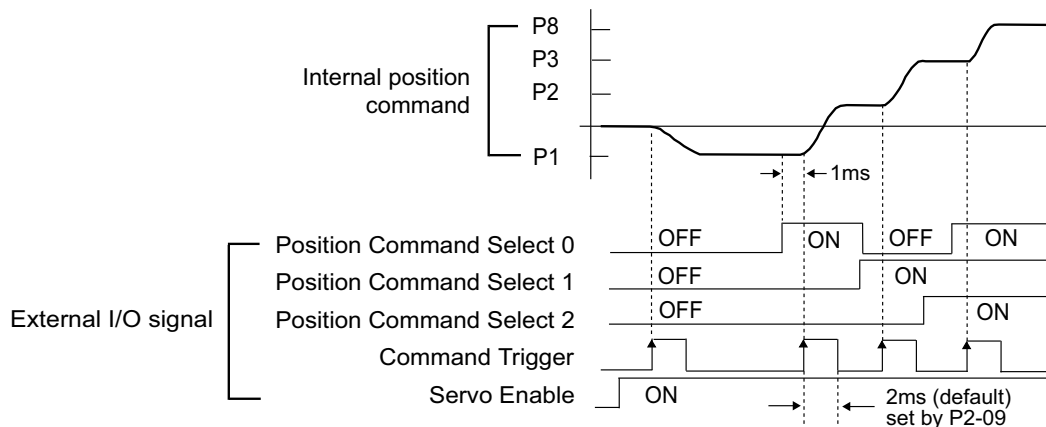 P8
P3
P2
P1
Internal position
command
1ms
Position Command Select 0
OFF
ON
OFF
ON
Position Command Select 1
OFF
ON
External I/O signal
Position Command Select 2
OFF
ON
Command Trigger
Servo Enable
ON
2ms (default)
set by P2-09